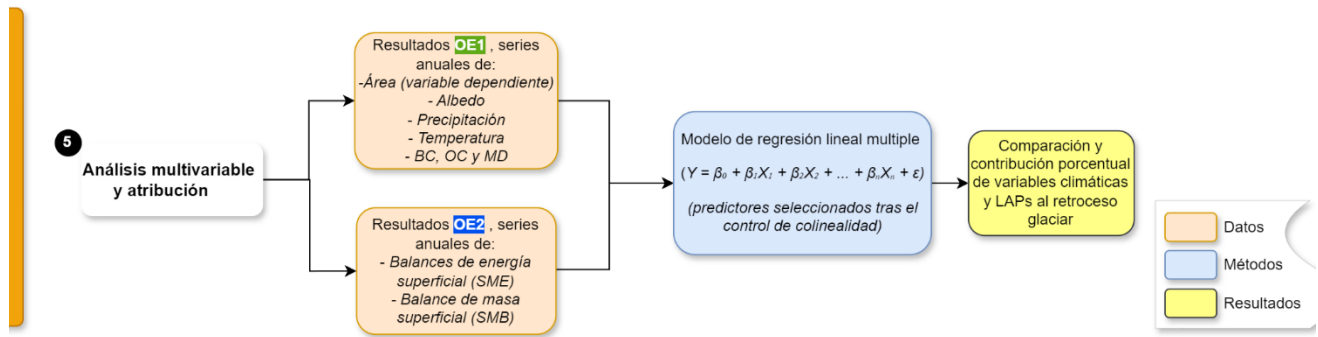 5
Análisis multivariable
y atribución
Resultados OE1 , series
anuales de:
-Área (variable dependiente)
- Albedo
- Precipitación
- Temperatura
- BC, OC y MD
Resultados OE2 , series
anuales de:
- Balances de energía
superficial (SME)
- Balance de masa
superficial (SMB)
Modelo de regresión lineal multiple
(Y = β₀ + β₁X₁ + β₂X₂ + ... + βₙXₙ + ε)
(predictores seleccionados tras el
control de colinealidad)
Comparación y
contribución porcentual
de variables climáticas
y LAPs al retroceso
glaciar
Datos
Métodos
Resultados